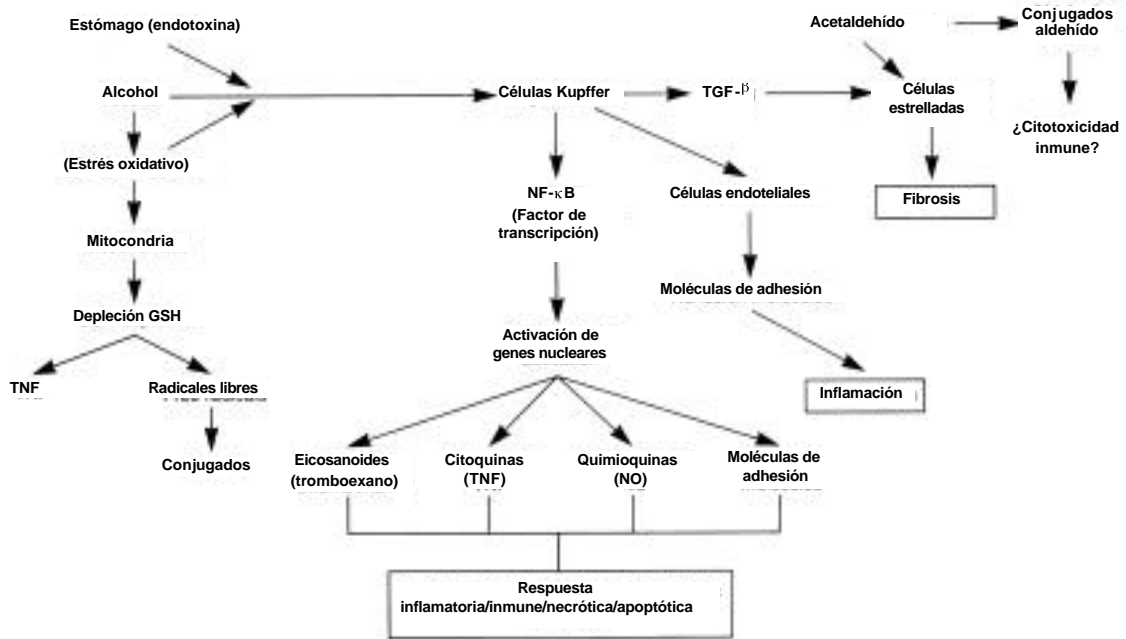 Estómago (endotoxina)
Acetaldehído
Conjugados
aldehído
Alcohol
Células Kupffer
TGF-β
Células
estrelladas
¿Citotoxicidad
inmune?
(Estrés oxidativo)
NF-κB
(Factor de
transcripción)
Células endoteliales
Fibrosis
Mitocondria
Moléculas de adhesión
Depleción GSH
Activación de
genes nucleares
TNF
Radicales libres
Inflamación
Conjugados
Eicosanoides
(tromboexano)
Citoquinas
(TNF)
Quimioquinas
(NO)
Moléculas de
adhesión
Respuesta
inflamatoria/inmune/necrótica/apoptótica